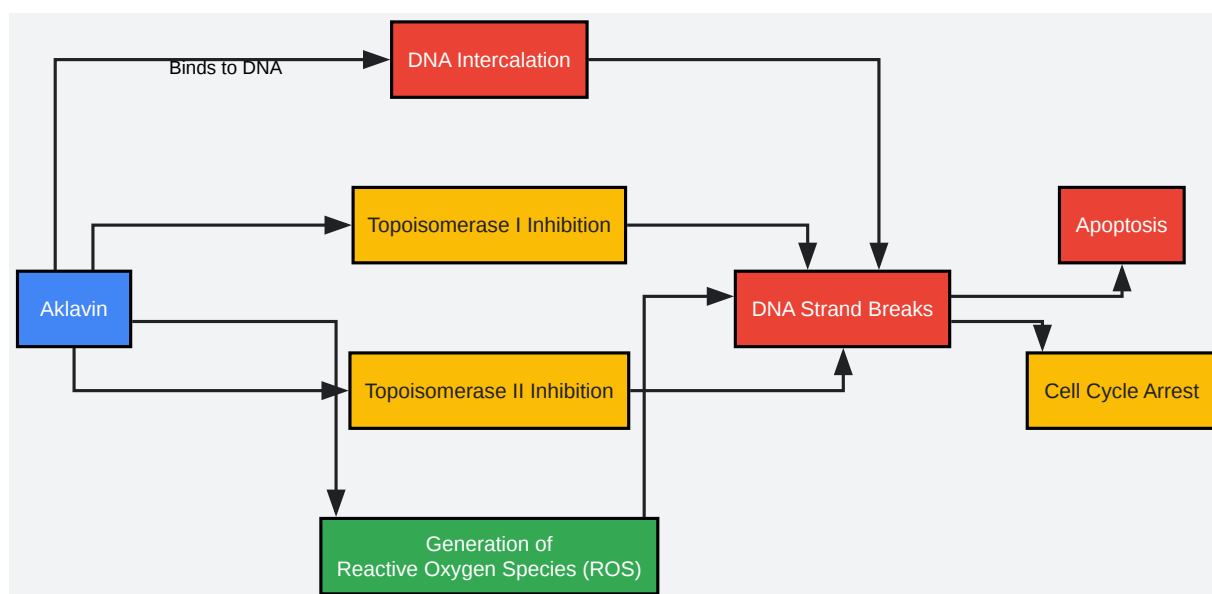 DNA Intercalation
Binds to DNA
Topoisomerase I Inhibition
Apoptosis
Aklavin
DNA Strand Breaks
Topoisomerase II Inhibition
Cell Cycle Arrest
Generation of
Reactive Oxygen Species (ROS)